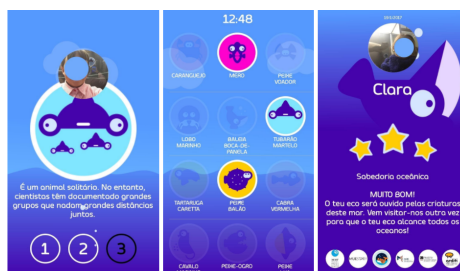 É um animal solitário. No entanto,
cientistas têm documentado grandes
grupos que nadam grandes distâncias
juntos.
1 2 3
12:48
CARANGUEJO MERO PEIXE
VOADOR
LOBO
MARINHO
BALEIA
BOCA-DE-
PANELA
TUBARÃO
MARTELO
TARTARUGA
CARETTA
PEIXE
BALÃO
CABRA
VERMELHA
CAVALO PEIXE-OGRO PEIXE
Clara
Sabedoria oceânica
MUITO BOM!
O teu eco será ouvido pelas criaturas
deste mar. Vem visitar-nos outra vez
para que o teu eco alcance todos os
oceanos!